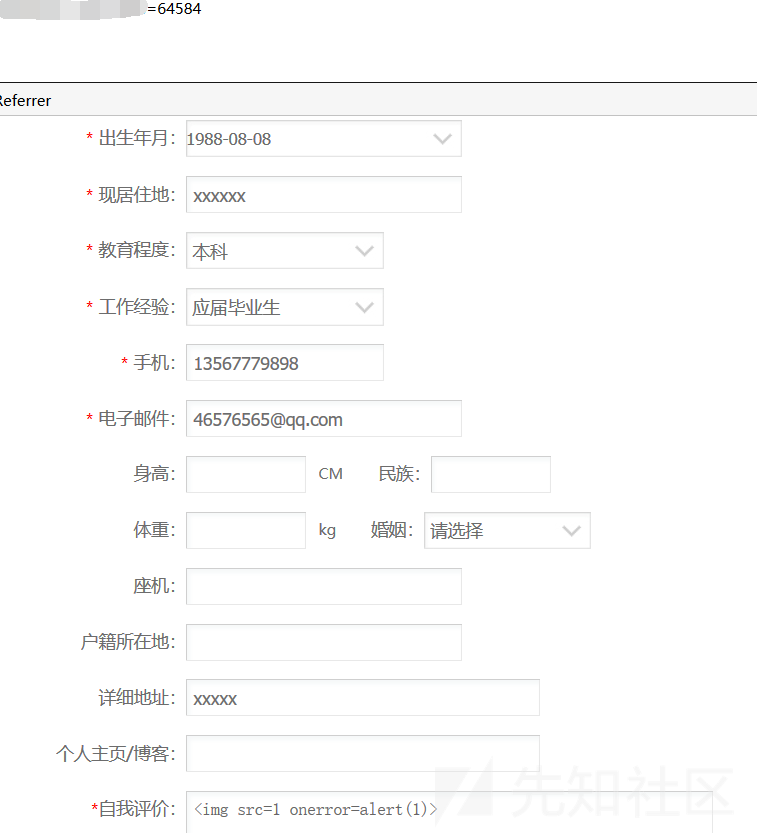 =64584
Referrer
* 出生年月: 1988-08-08
* 现居住地: xxxxxx
* 教育程度: 本科
* 工作经验: 应届毕业生
* 手机: 13567779898
* 电子邮件: 46576565@qq.com
身高: CM 民族:
体重: kg 婚姻: 请选择
座机:
户籍所在地:
详细地址: xxxxx
个人主页/博客:
*自我评价: <img src=1 onerror=alert(1)>
先知社区